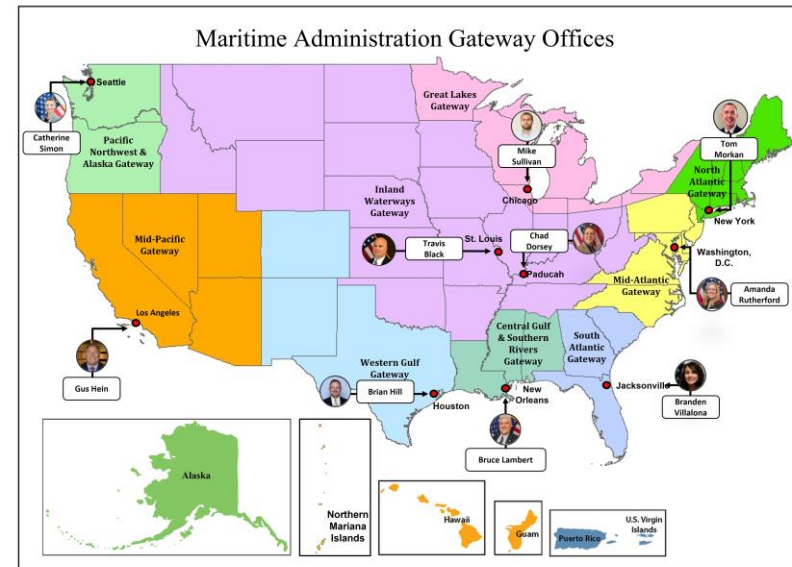 Maritime Administration Gateway Offices
Seattle
Catherine
Simon
Pacific
Northwest &
Alaska Gateway
Great Lakes
Gateway
Mike
Sullivan
Chicago
Tom
Morkan
North
Atlantic
Gateway
New York
Inland
Waterways
Gateway
Mid-Pacific
Gateway
Travis
Black
St. Louis
Chad
Dorsey
Paducah
Washington,
D.C.
Mid-Atlantic
Gateway
Amanda
Rutherford
Los Angeles
Gus Hein
Central Gulf
& Southern
Rivers
Gateway
South
Atlantic
Gateway
Western Gulf
Gateway
Brian Hill
Houston
New
Orleans
Bruce Lambert
Jacksonville
Branden
Villalona
Alaska
Northern
Mariana
Islands
Hawaii
Guam
Puerto Rico
U.S. Virgin
Islands